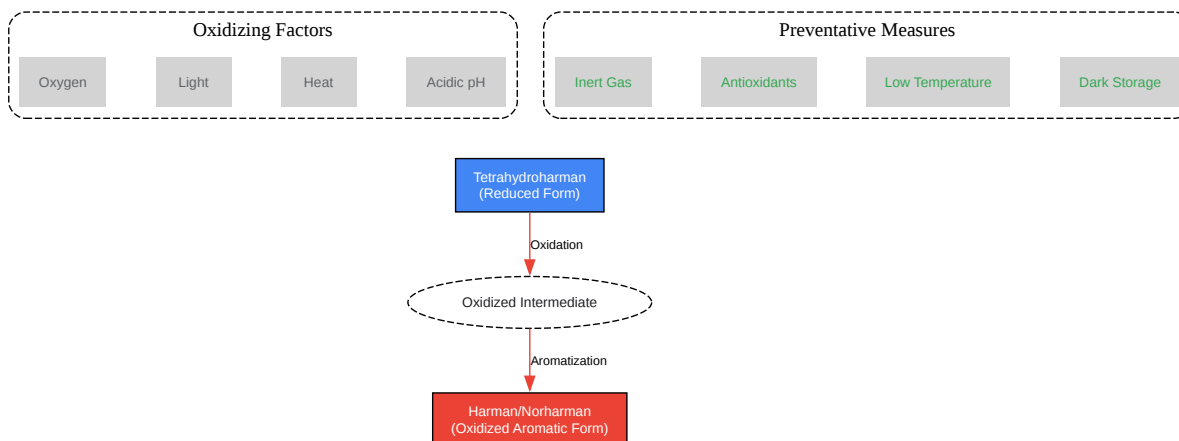 Oxidizing Factors
Oxygen
Light
Heat
Acidic pH
Preventative Measures
Inert Gas
Antioxidants
Low Temperature
Dark Storage
Tetrahydroharman
(Reduced Form)
Oxidation
Oxidized Intermediate
Aromatization
Harman/Norharman
(Oxidized Aromatic Form)